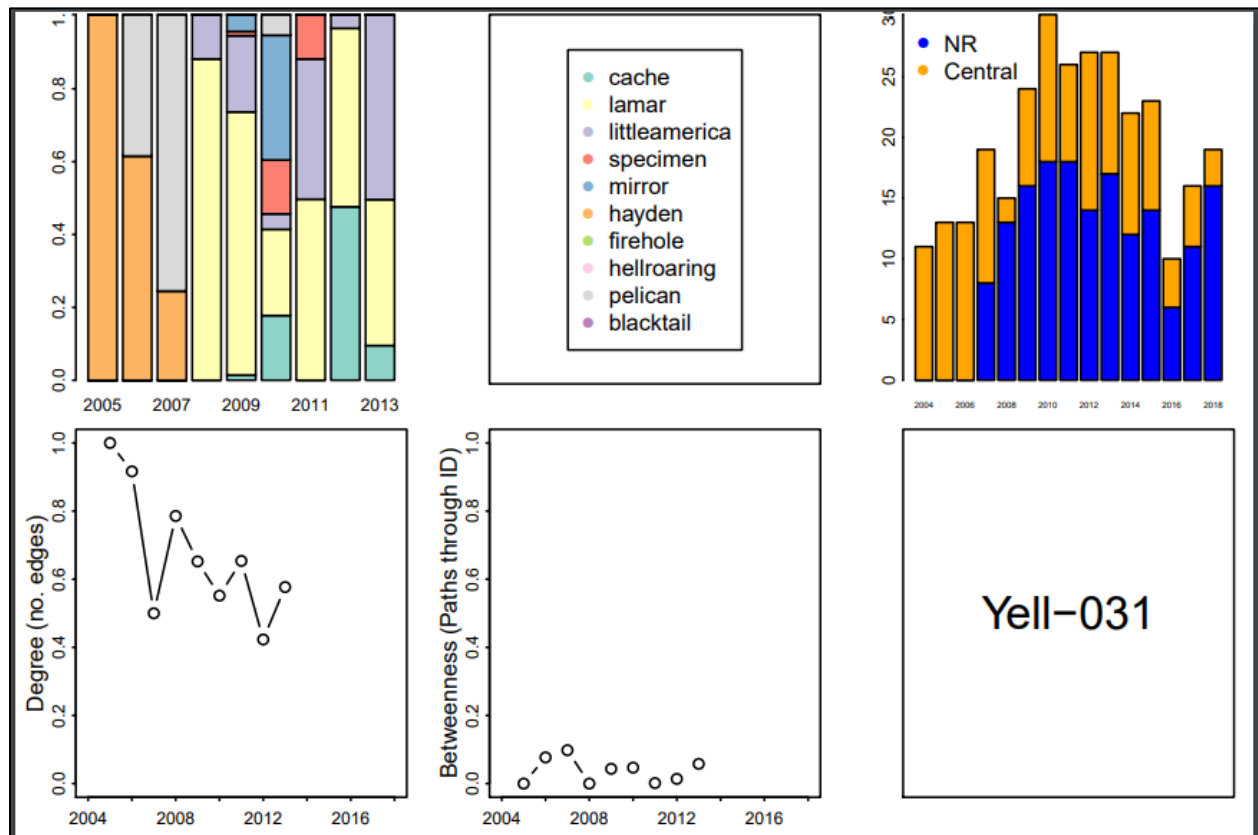 1.
0.8
0.6
0.4
0.2
0.0
2005 2007 2009 2011 2013
cache
lamar
littleamerica
specimen
mirror
hayden
firehole
hellroaring
pelican
blacktail
30
25
20
15
10
5
0
NR
Central
2004 2006 2008 2010 2012 2014 2016 2018
Degree (no. edges)
1.0
0.8
0.6
0.4
0.2
0.0
2004 2008 2012 2016
Betweenness (Paths through ID)
1.0
0.8
0.6
0.4
0.2
0.0
2004 2008 2012 2016
Yell−031